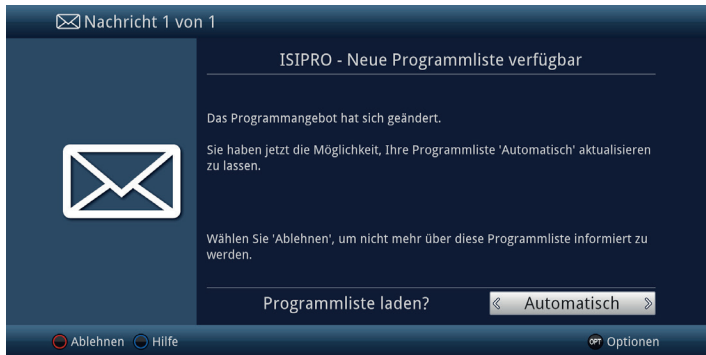 Nachricht 1 von 1
ISIPRO - Neue Programmliste verfügbar
Das Programmangebot hat sich geändert.
Sie haben jetzt die Möglichkeit, Ihre Programmliste 'Automatisch' aktualisieren
zu lassen.
Wählen Sie 'Ablehnen', um nicht mehr über diese Programmliste informiert zu
werden.
Programmliste laden? « Automatisch »
Ablehnen Hilfe OPT Optionen